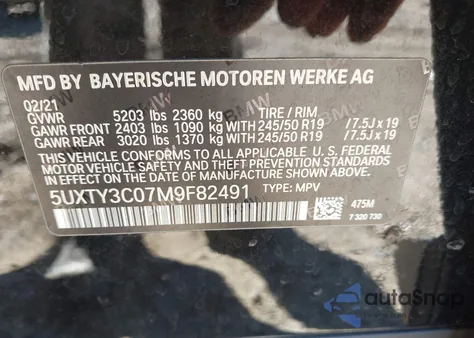 MFD BY BAYERISCHE MOTOREN WERKE AG
02/21
GVWR 5203 lbs 2360 kg TIRE / RIM
GAWR FRONT 2403 lbs 1090 kg WITH 245/50 R19 /7.5J x 19
GAWR REAR 3020 lbs 1370 kg WITH 245/50 R19 /7.5J x 19
THIS VEHICLE CONFORMS TO ALL APPLICABLE U.S. FEDERAL
MOTOR VEHICLE SAFETY AND THEFT PREVENTION STANDARDS IN
EFFECT ON THE DATE OF MANUFACTURE SHOWN ABOVE.
5UXTY3C07M9F82491 TYPE: MPV
475M
7 320 730
autoSnap